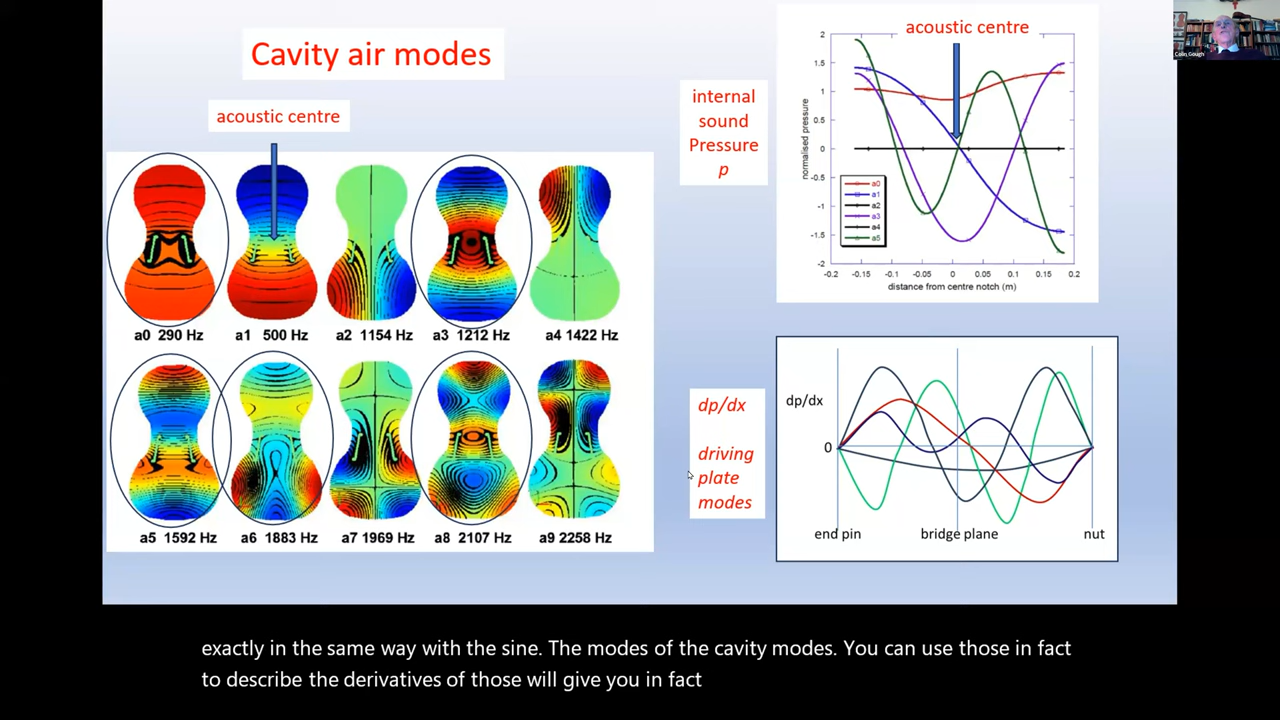 Cavity air modes
acoustic centre
a0 290 Hz
a1 500 Hz
a2 1154 Hz
a3 1212 Hz
a4 1422 Hz
a5 1592 Hz
a6 1883 Hz
a7 1969 Hz
a8 2107 Hz
a9 2258 Hz
internal
sound
Pressure
p
acoustic centre
normalised pressure
2
1.5
1
0.5
0
-0.5
-1
-1.5
-2
a0
a1
a2
a3
a4
a5
-0.2
-0.15
-0.1
-0.05
0
0.05
0.1
0.15
0.2
distance from centre notch (m)
dp/dx
driving
plate
modes
dp/dx
0
end pin
bridge plane
nut
Colin Gough
exactly in the same way with the sine. The modes of the cavity modes. You can use those in fact
to describe the derivatives of those will give you in fact